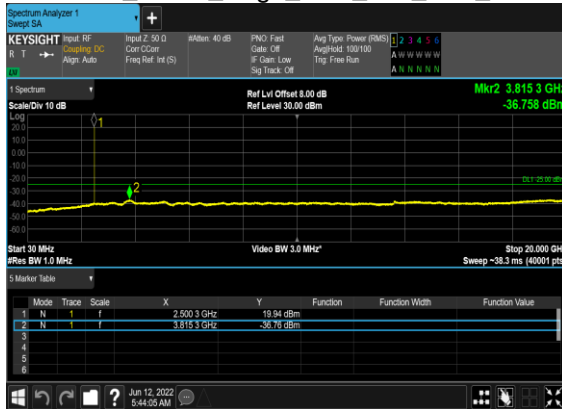 Spectrum Analyzer 1
Swept SA
+
KEYSIGHT Input: RF Input Z: 50 Ω #Atten: 40 dB PNO: Fast Avg Type: Power (RMS) 1 2 3 4 5 6
R T Coupling: DC Corr CCorr Gate: Off Avg|Hold: 100/100 A W W W W W
Align: Auto Freq Ref: Int (S) IF Gain: Low Trig: Free Run
Sig Track: Off A N N N N N
LXI
1 Spectrum Ref Lvl Offset 8.00 dB Mkr2 3.815 3 GHz
Scale/Div 10 dB Ref Level 30.00 dBm -36.758 dBm
Log
20.0
10.0
0.00
-10.0
-20.0
-30.0
-40.0
-50.0
-60.0
1
2
DL1 -25.00 dBm
Start 30 MHz Video BW 3.0 MHz* Stop 20.000 GHz
#Res BW 1.0 MHz Sweep ~38.3 ms (40001 pts)
5 Marker Table
Mode Trace Scale X Y Function Function Width Function Value
1 N 1 f 2.500 3 GHz 19.94 dBm
2 N 1 f 3.815 3 GHz -36.76 dBm
3
4
5
6
? Jun 12, 2022
5:44:05 AM